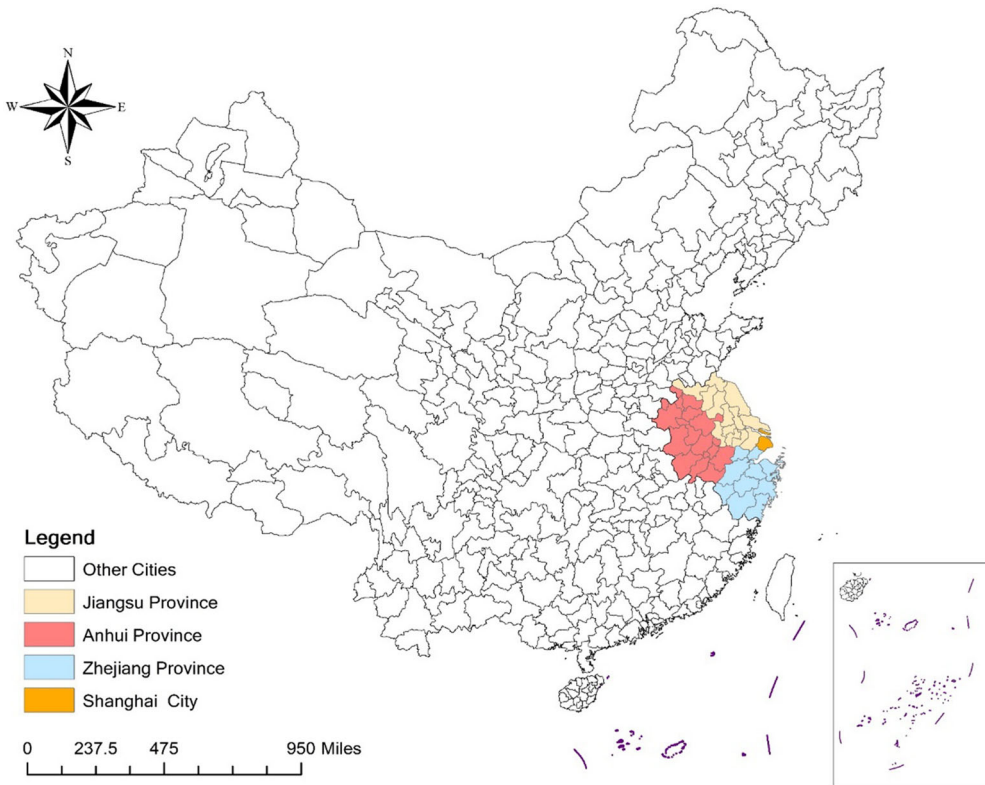 N
W E
S
Legend
Other Cities
Jiangsu Province
Anhui Province
Zhejiang Province
Shanghai City
0 237.5 475 950 Miles